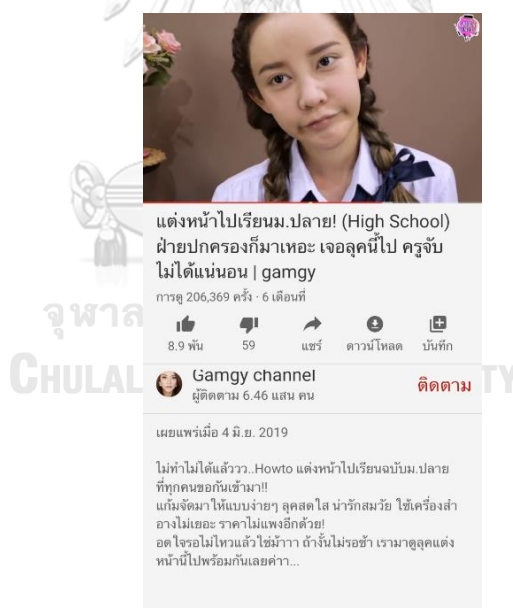 แต่งหน้าไปเรียนม.ปลาย! (High School)
ฝ่ายปกครองก็มาเหอะ เจอลุคนี้ไป ครูจับ
ไม่ได้แน่นอน | gamgy
การดู 206,369 ครั้ง · 6 เดือนที่
8.9 พัน 59 แชร์ ดาวน์โหลด บันทึก
จุฬาล
CHULAL TY
Gamgy channel
ผู้ติดตาม 6.46 แสน คน
ติดตาม
เผยแพร่เมื่อ 4 มิ.ย. 2019
ไม่ทำไม่ได้แล้ววว..Howto แต่งหน้าไปเรียนฉบับม.ปลาย
ที่ทุกคนขอกันเข้ามา!!
แก้มจัดมาให้แบบง่ายๆ ลุคสดใส น่ารักสมวัย ใช้เครื่องสำ
อางไม่เยอะ ราคาไม่แพงอีกด้วย!
อดใจรอไม่ไหวแล้วใช่ม้าาา ถ้างั้นไม่รอช้า เรามาดูลุคแต่ง
หน้านี้ไปพร้อมกันเลยค่าา...